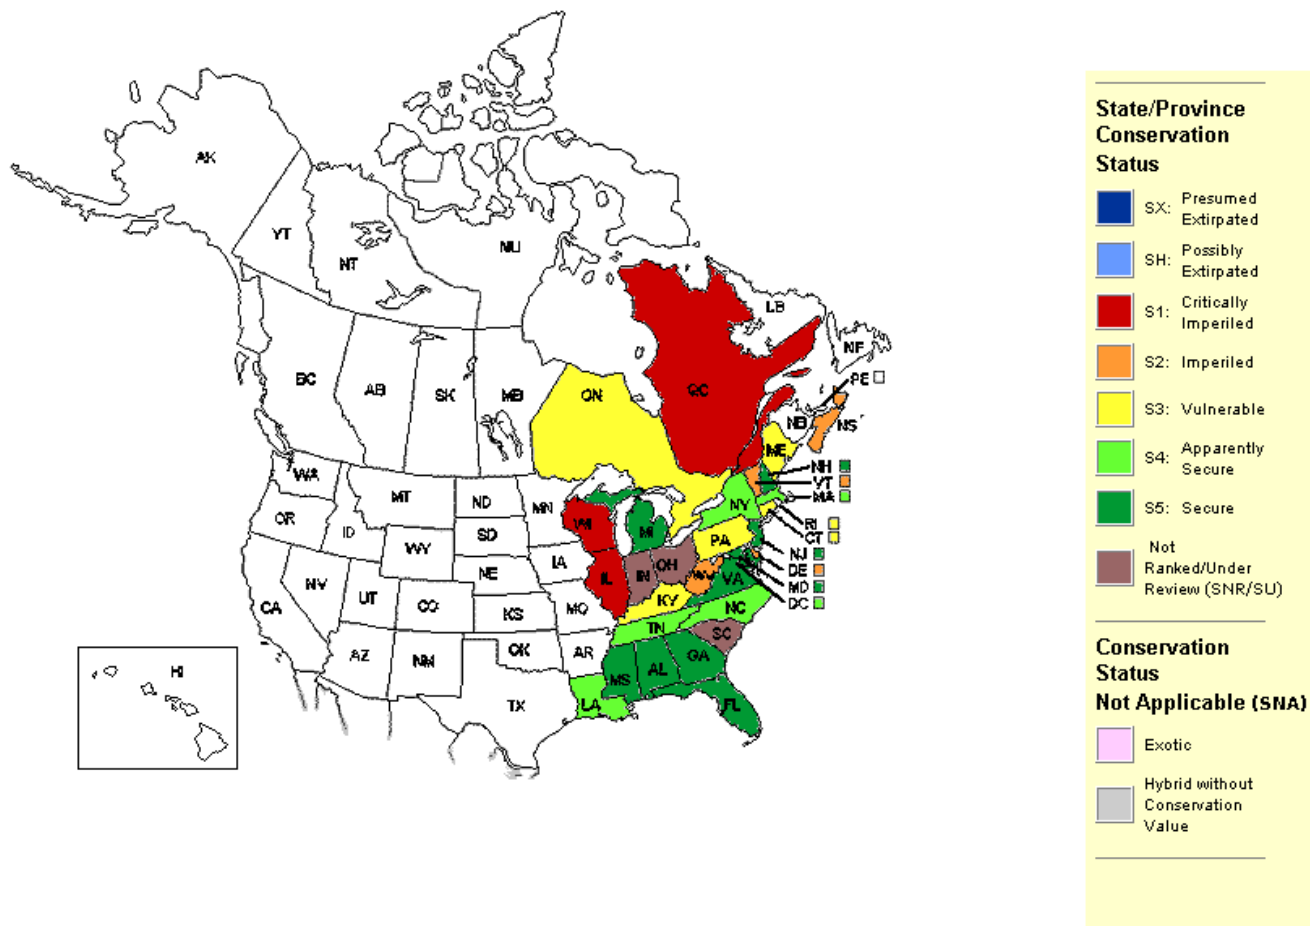 AK
YT
NT
NU
LB
NF
BC
AB
SK
MB
ON
QC
PE
NB
NS
ME
NH
VT
MA
WA
MT
ND
MN
OR
ID
SD
WI
MI
NY
RI
CT
WY
IA
PA
NJ
NE
IL
IN
OH
DE
NV
WV
VA
MD
CA
UT
CO
KS
MO
KY
DC
NC
TN
AZ
NM
OK
AR
SC
MS
AL
GA
HI
TX
LA
FL
State/Province
Conservation
Status
SX: Presumed
Extirpated
SH: Possibly
Extirpated
S1: Critically
Imperiled
S2: Imperiled
S3: Vulnerable
S4: Apparently
Secure
S5: Secure
Not
Ranked/Under
Review (SNR/SU)
Conservation
Status
Not Applicable (SNA)
Exotic
Hybrid without
Conservation
Value